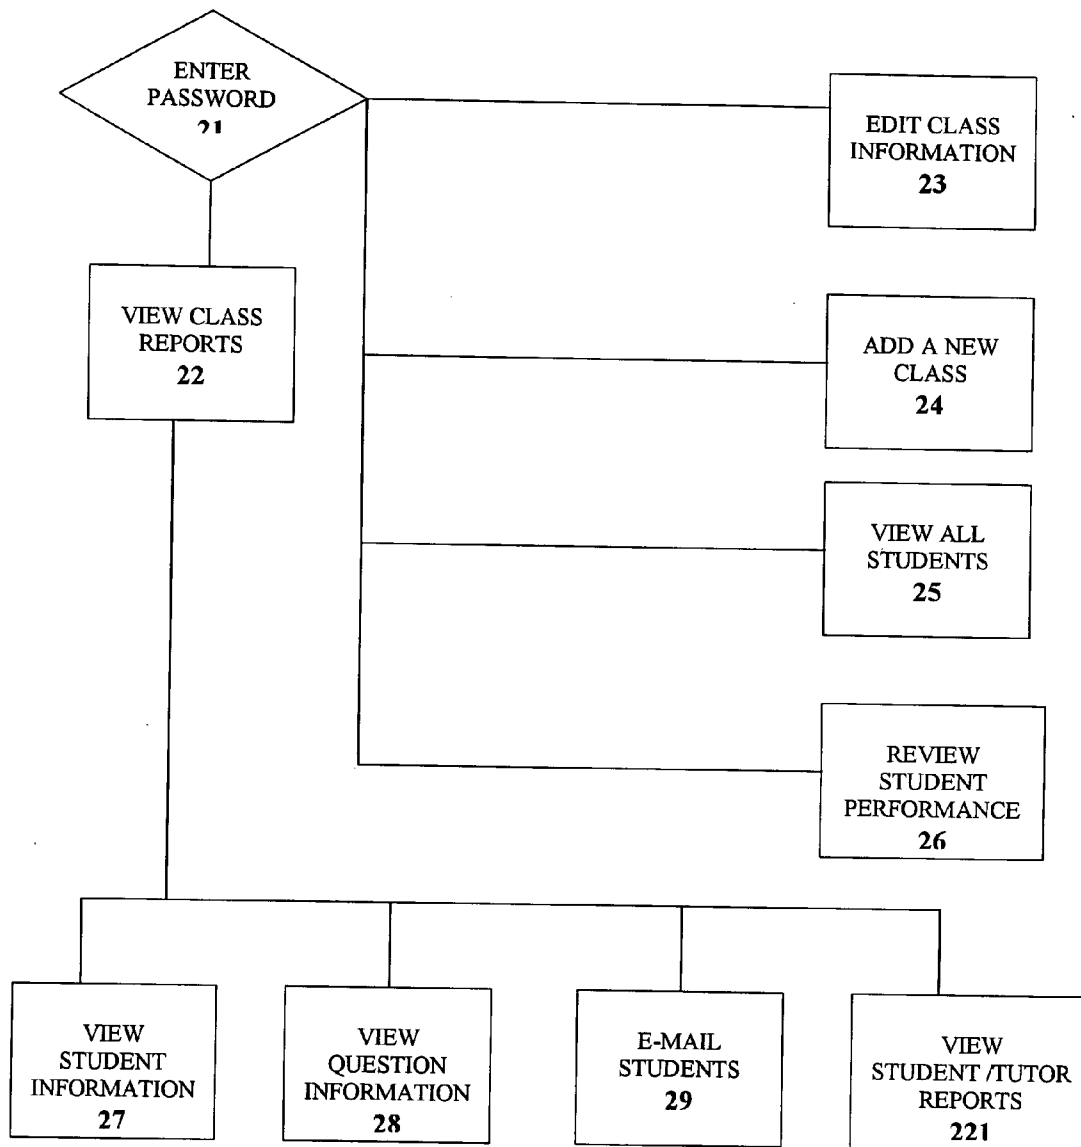 ENTER
PASSWORD
21
EDIT CLASS
INFORMATION
23
VIEW CLASS
REPORTS
22
ADD A NEW
CLASS
24
VIEW ALL
STUDENTS
25
REVIEW
STUDENT
PERFORMANCE
26
VIEW
STUDENT
INFORMATION
27
VIEW
QUESTION
INFORMATION
28
E-MAIL
STUDENTS
29
VIEW
STUDENT /TUTOR
REPORTS
221